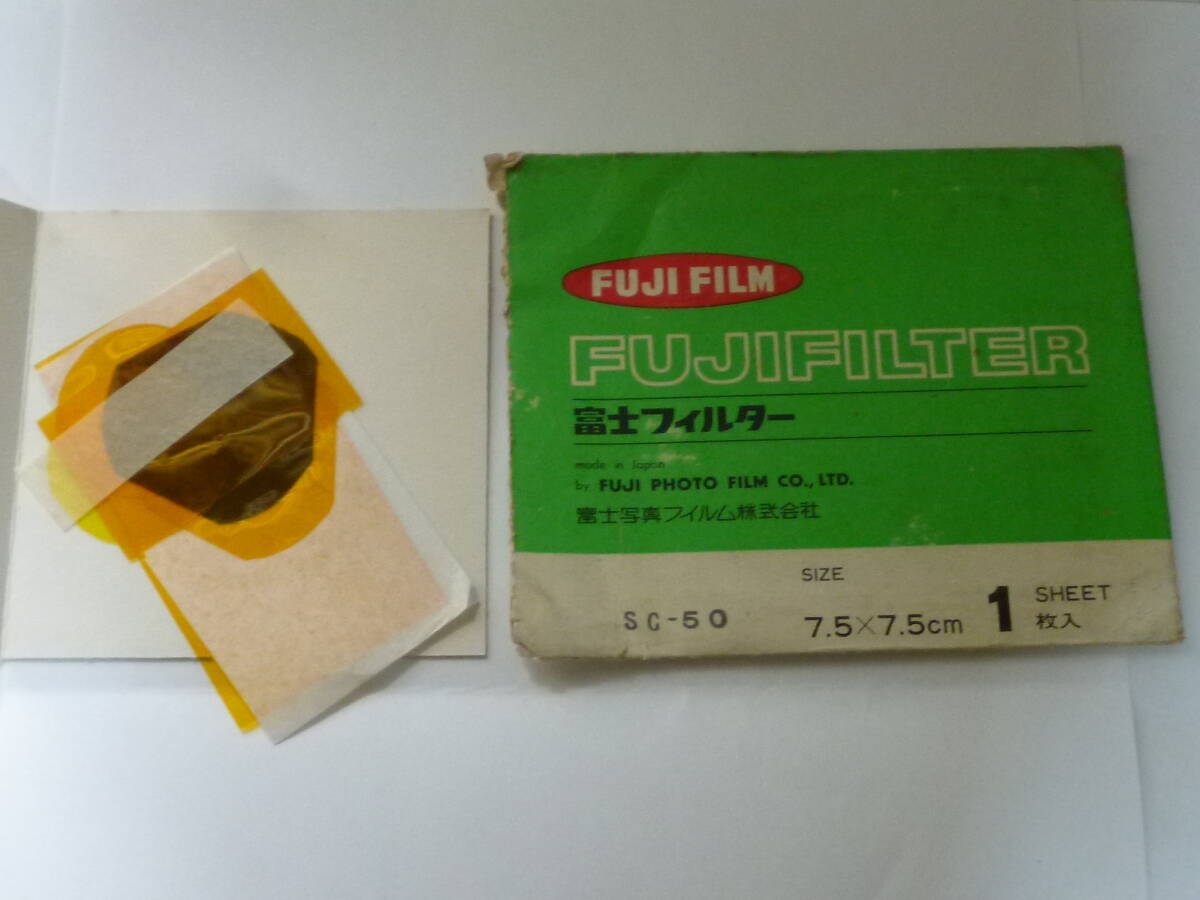 FUJI FILM
FUJIFILTER
富士フィルター
made in Japan
by FUJI PHOTO FILM CO., LTD.
富士写真フイルム株式会社
SC-50
SIZE
7.5×7.5cm
1 SHEET
枚入